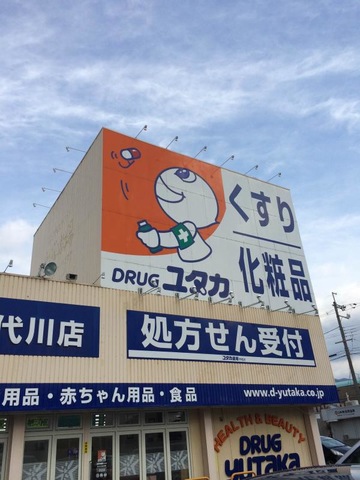 くすり
化粧品
DRUG ユタカ
代川店
処方せん受付
用品・赤ちゃん用品・食品
www.d-yutaka.co.jp
HEALTH & BEAUTY
DRUG
YUTAKA